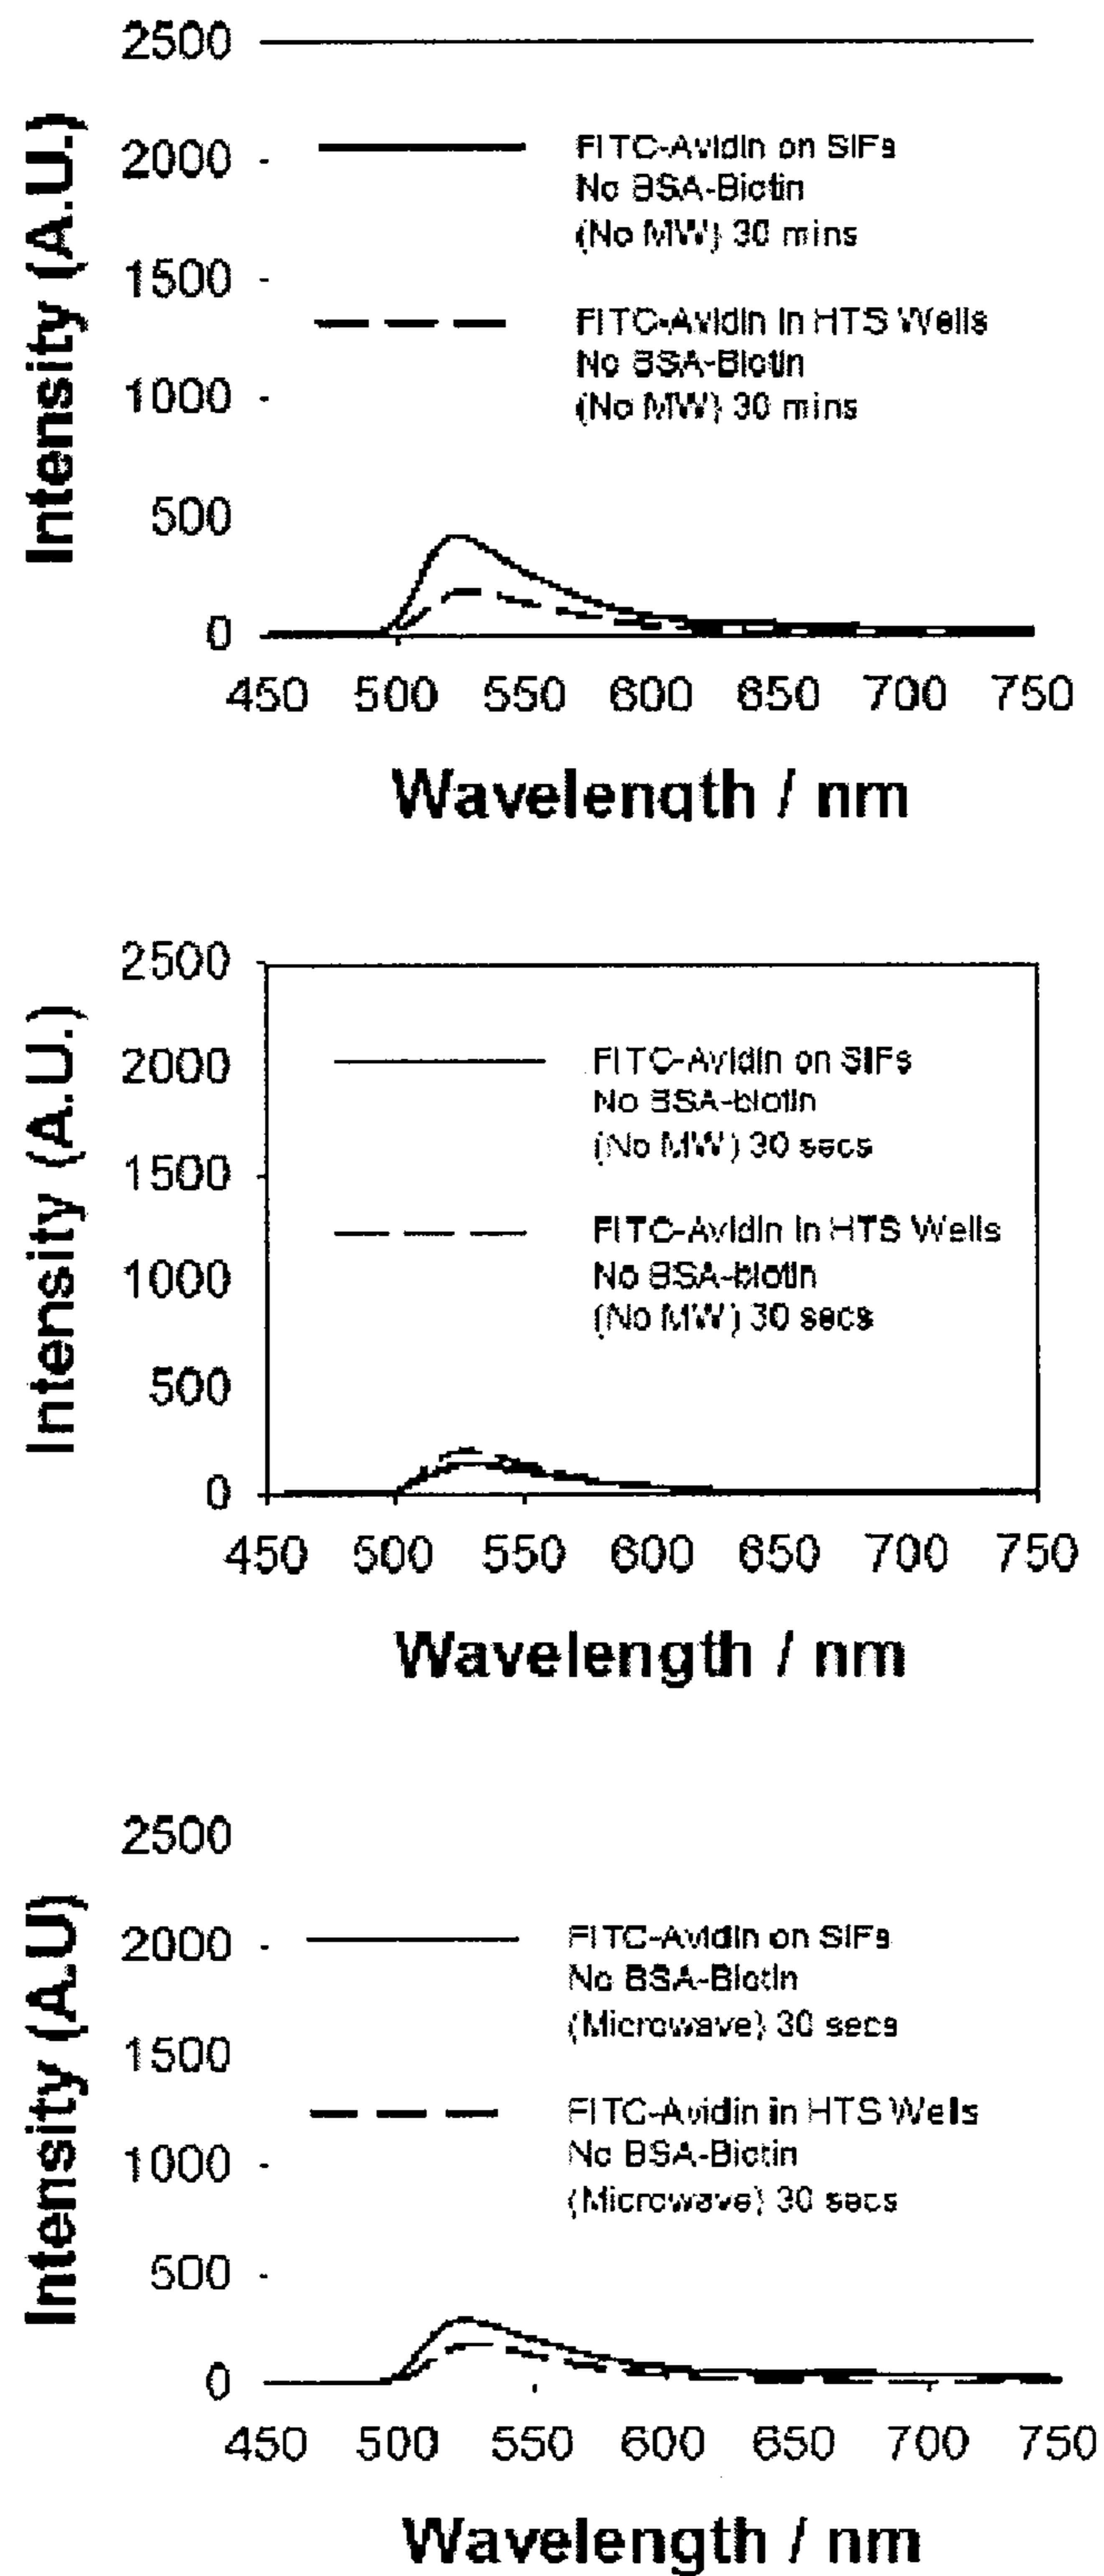 2500
2000
1500
1000
500
0
Intensity (A.U.)
FITC-Avidin on SIFs
No BSA-Biotin
(No MW) 30 mins
FITC-Avidin in HTS Wells
No BSA-Biotin
(No MW) 30 mins
450 500 550 600 650 700 750
Wavelength / nm
2500
2000
1500
1000
500
0
Intensity (A.U.)
FITC-Avidin on SIFs
No BSA-biotin
(No MW) 30 secs
FITC-Avidin in HTS Wells
No BSA-biotin
(No MW) 30 secs
450 500 550 600 650 700 750
Wavelength / nm
2500
2000
1500
1000
500
0
Intensity (A.U)
FITC-Avidin on SIFs
No BSA-Biotin
(Microwave) 30 secs
FITC-Avidin in HTS Wells
No BSA-Biotin
(Microwave) 30 secs
450 500 550 600 650 700 750
Wavelength / nm